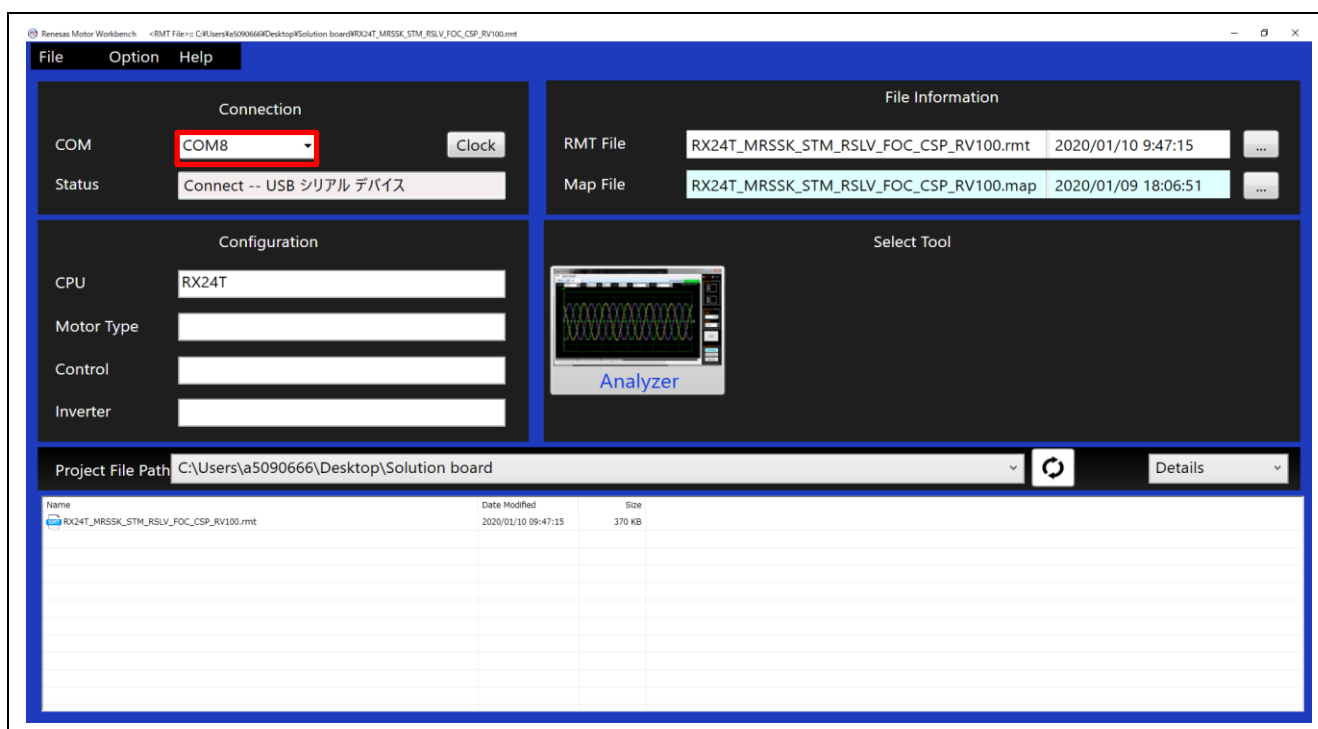 Renesas Motor Workbench <RMT File>:: C:¥Users¥a5090666¥Desktop¥Solution board¥RX24T_MRSSK_STM_RSLV_FOC_CSP_RV100.rmt
File Option Help
Connection
COM COM8 Clock
Status Connect -- USB シリアル デバイス
File Information
RMT File RX24T_MRSSK_STM_RSLV_FOC_CSP_RV100.rmt 2020/01/10 9:47:15 ...
Map File RX24T_MRSSK_STM_RSLV_FOC_CSP_RV100.map 2020/01/09 18:06:51 ...
Configuration
CPU RX24T
Motor Type
Control
Inverter
Select Tool
Analyzer
Project File Path C:\Users\a5090666\Desktop\Solution board Details
Name Date Modified Size
RX24T_MRSSK_STM_RSLV_FOC_CSP_RV100.rmt 2020/01/10 09:47:15 370 KB